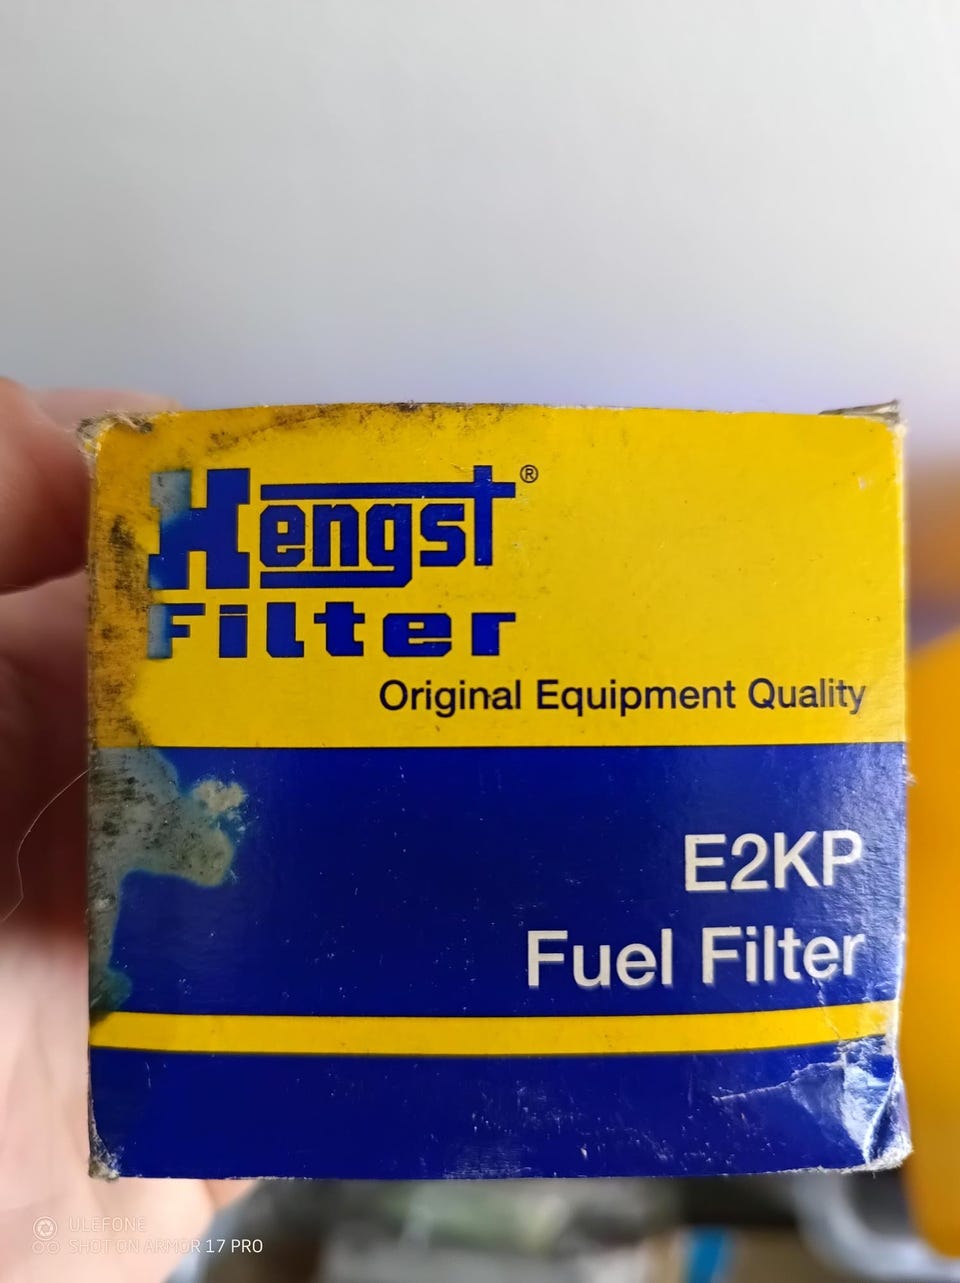 Hengst®
Filter
Original Equipment Quality
E2KP
Fuel Filter
ULEFONE
SHOT ON ARMOR 17 PRO